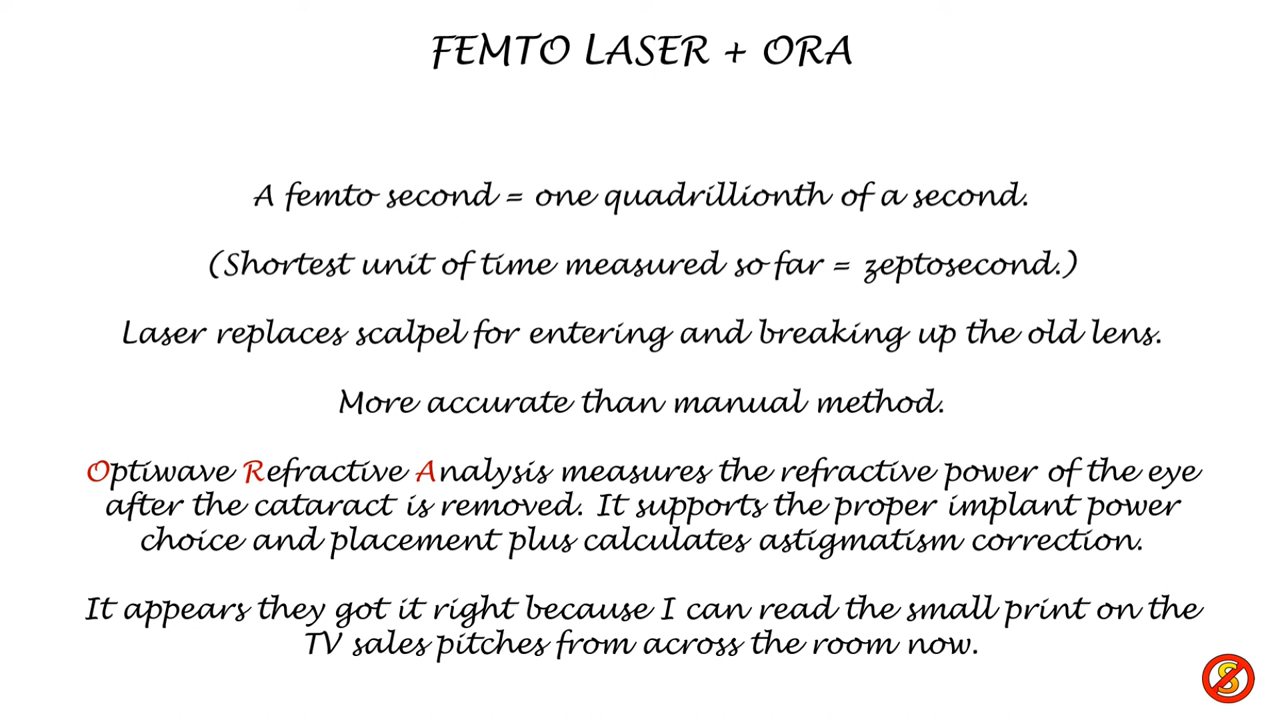 FEMTO LASER + ORA
A femto second = one quadrillionth of a second.
(Shortest unit of time measured so far = zeptosecond.)
Laser replaces scalpel for entering and breaking up the old lens.
More accurate than manual method.
Optiwave Refractive Analysis measures the refractive power of the eye
after the cataract is removed. It supports the proper implant power
choice and placement plus calculates astigmatism correction.
It appears they got it right because I can read the small print on the
TV sales pitches from across the room now.
S